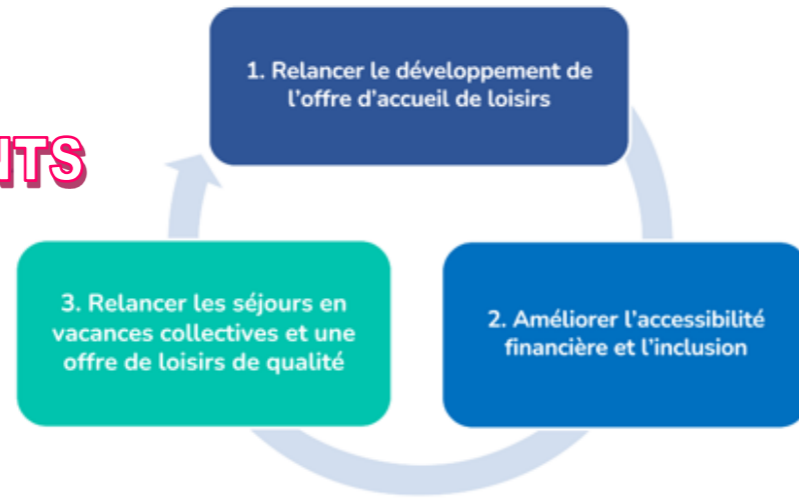 1. Relancer le développement de
l'offre d'accueil de loisirs
NTS
3. Relancer les séjours en
vacances collectives et une
offre de loisirs de qualité
2. Améliorer l'accessibilité
financière et l'inclusion